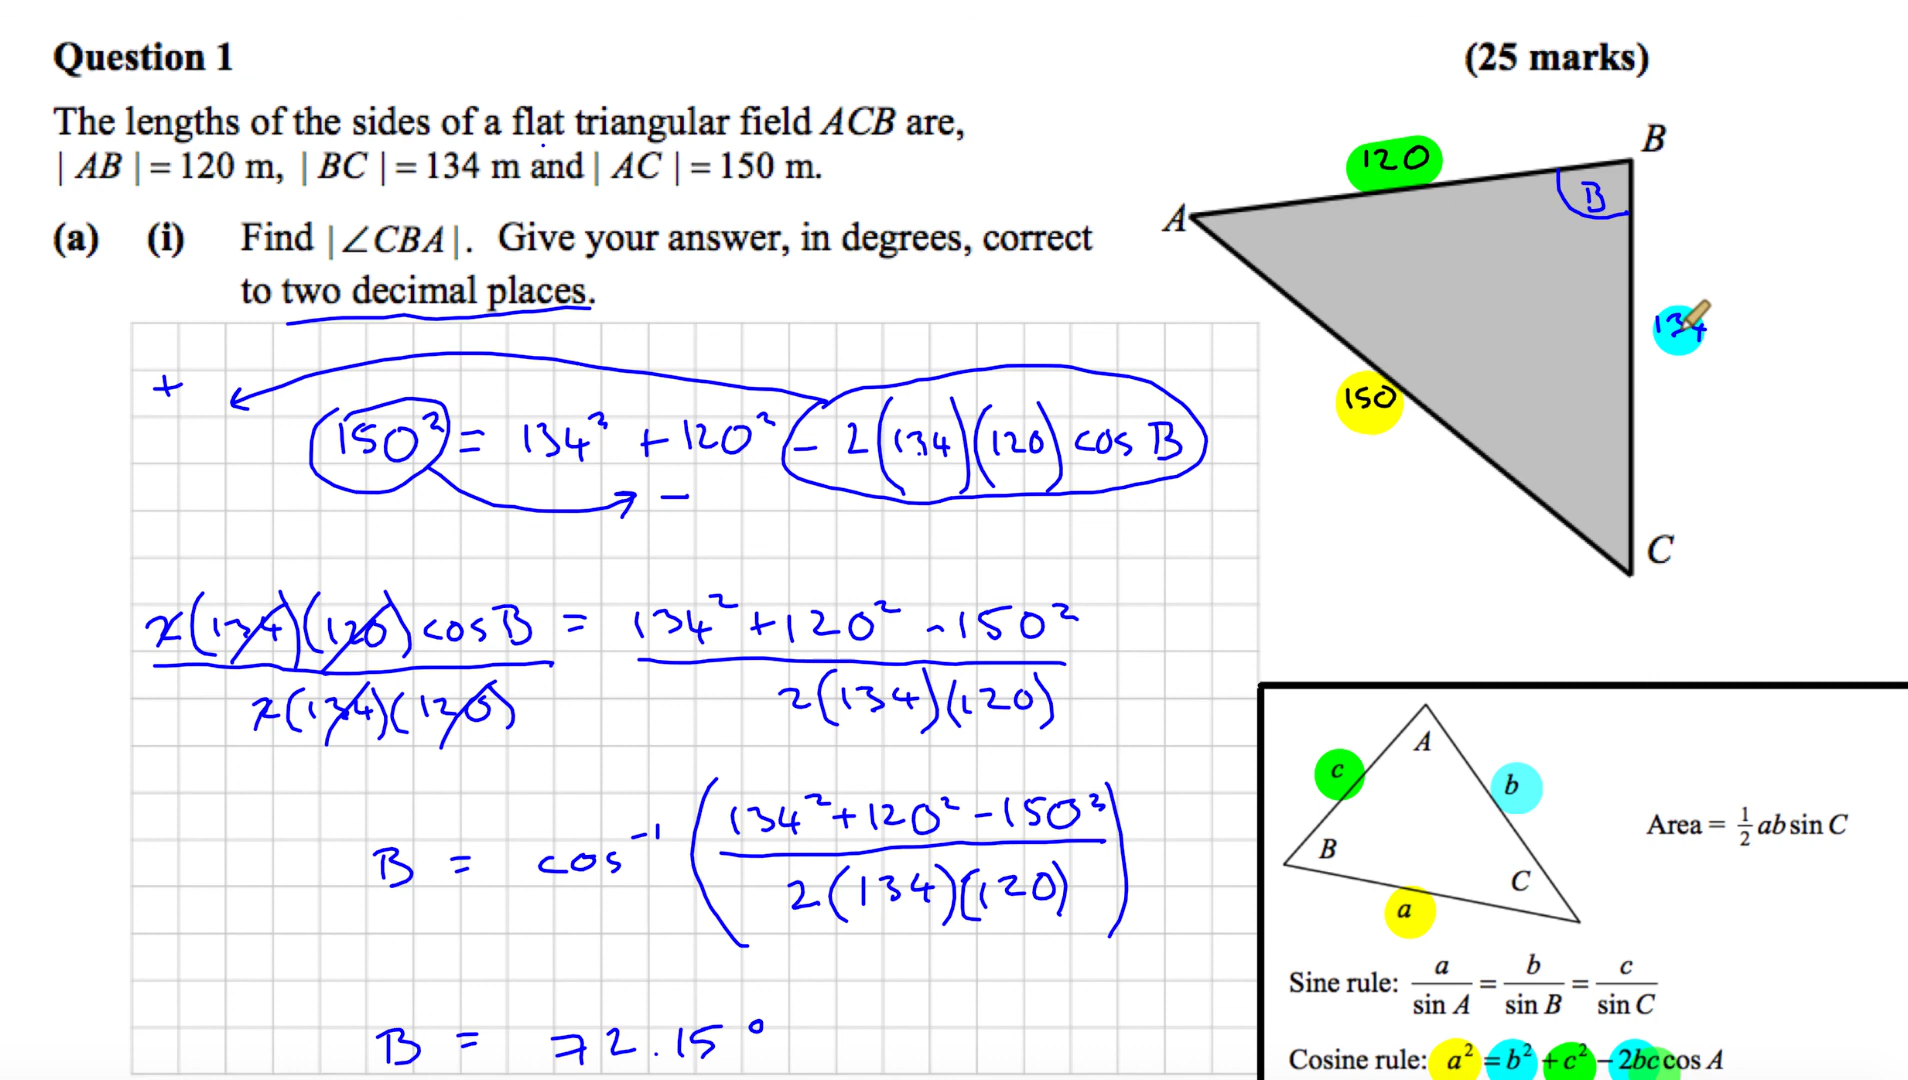 Question 1 (25 marks)
The lengths of the sides of a flat triangular field ACB are,
| AB | = 120 m, | BC | = 134 m and | AC | = 150 m.
(a) (i) Find |∠CBA|. Give your answer, in degrees, correct
to two decimal places.
B
120
B
A
134
150
C
+
150² = 134² + 120² − 2(134)(120) cos B
−
2(134)(120) cos B = 134² + 120² - 150²
2(134)(120) 2(134)(120)
B = cos⁻¹ (134² + 120² - 150² / 2(134)(120))
B = 72.15°
A
c
b
B
C
a
Area = ½ ab sin C
Sine rule: a / sin A = b / sin B = c / sin C
Cosine rule: a² = b² + c² − 2bc cos A